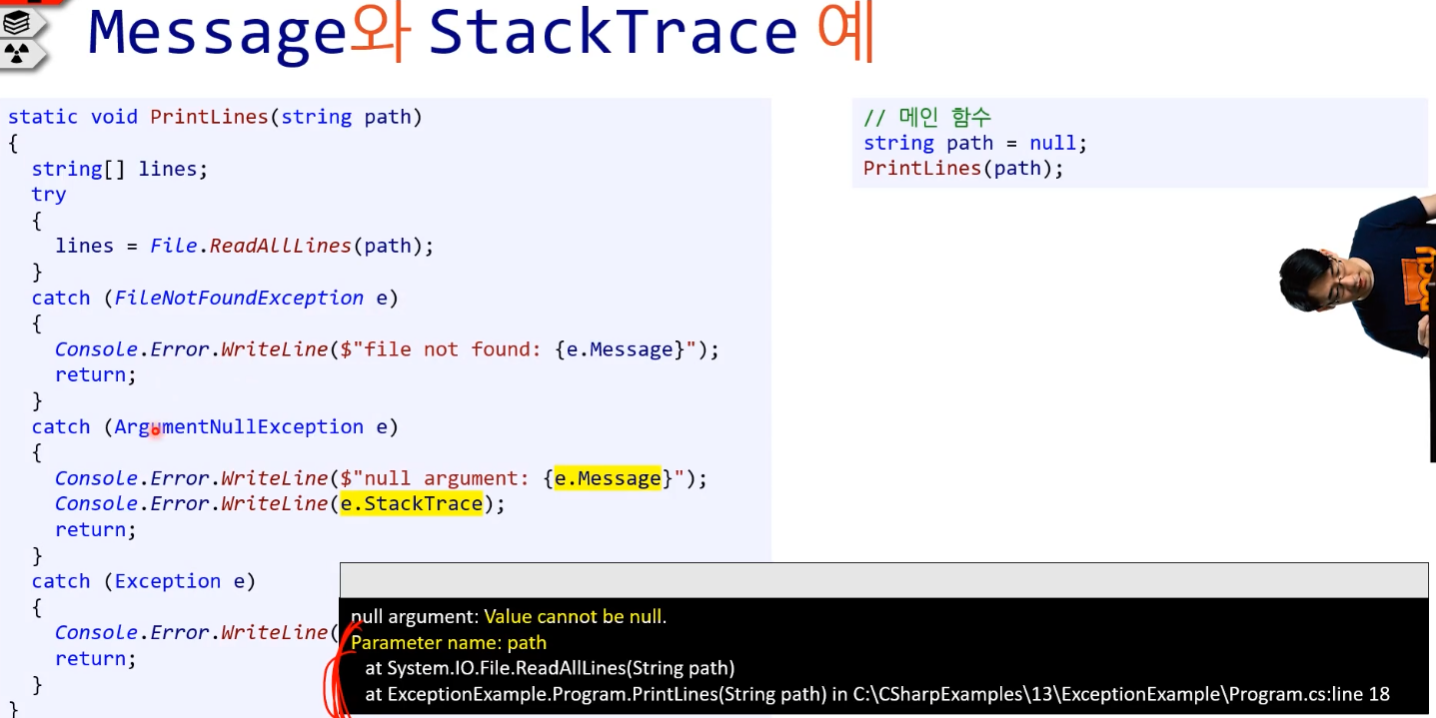 Message와 StackTrace 예
static void PrintLines(string path)
{
string[] lines;
try
{
lines = File.ReadAllLines(path);
}
catch (FileNotFoundException e)
{
Console.Error.WriteLine($"file not found: {e.Message}");
return;
}
catch (ArgumentNullException e)
{
Console.Error.WriteLine($"null argument: {e.Message}");
Console.Error.WriteLine(e.StackTrace);
return;
}
catch (Exception e)
{
Console.Error.WriteLine(
return;
}
}
// 메인 함수
string path = null;
PrintLines(path);
null argument: Value cannot be null.
Parameter name: path
at System.IO.File.ReadAllLines(String path)
at ExceptionExample.Program.PrintLines(String path) in C:\CSharpExamples\13\ExceptionExample\Program.cs:line 18